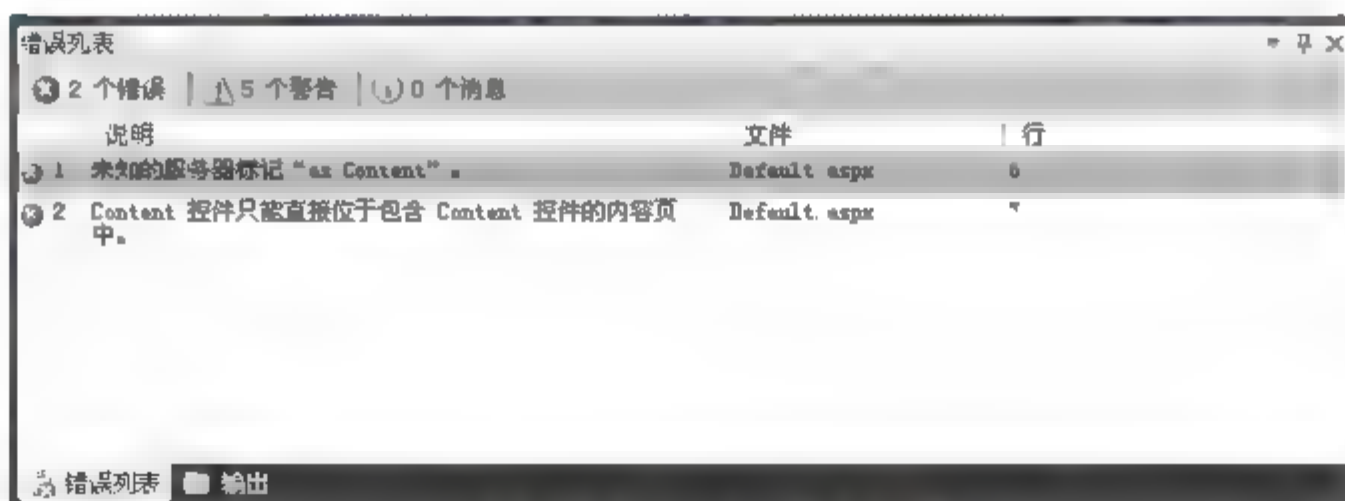 错误列表
2 个错误 5 个警告 0 个消息
说明 文件 行
1 未知的服务器标记“as Content”。 Default aspx 6
2 Content 控件只能直接位于包含 Content 控件的内容页 Default.aspx 7
中。
错误列表 输出